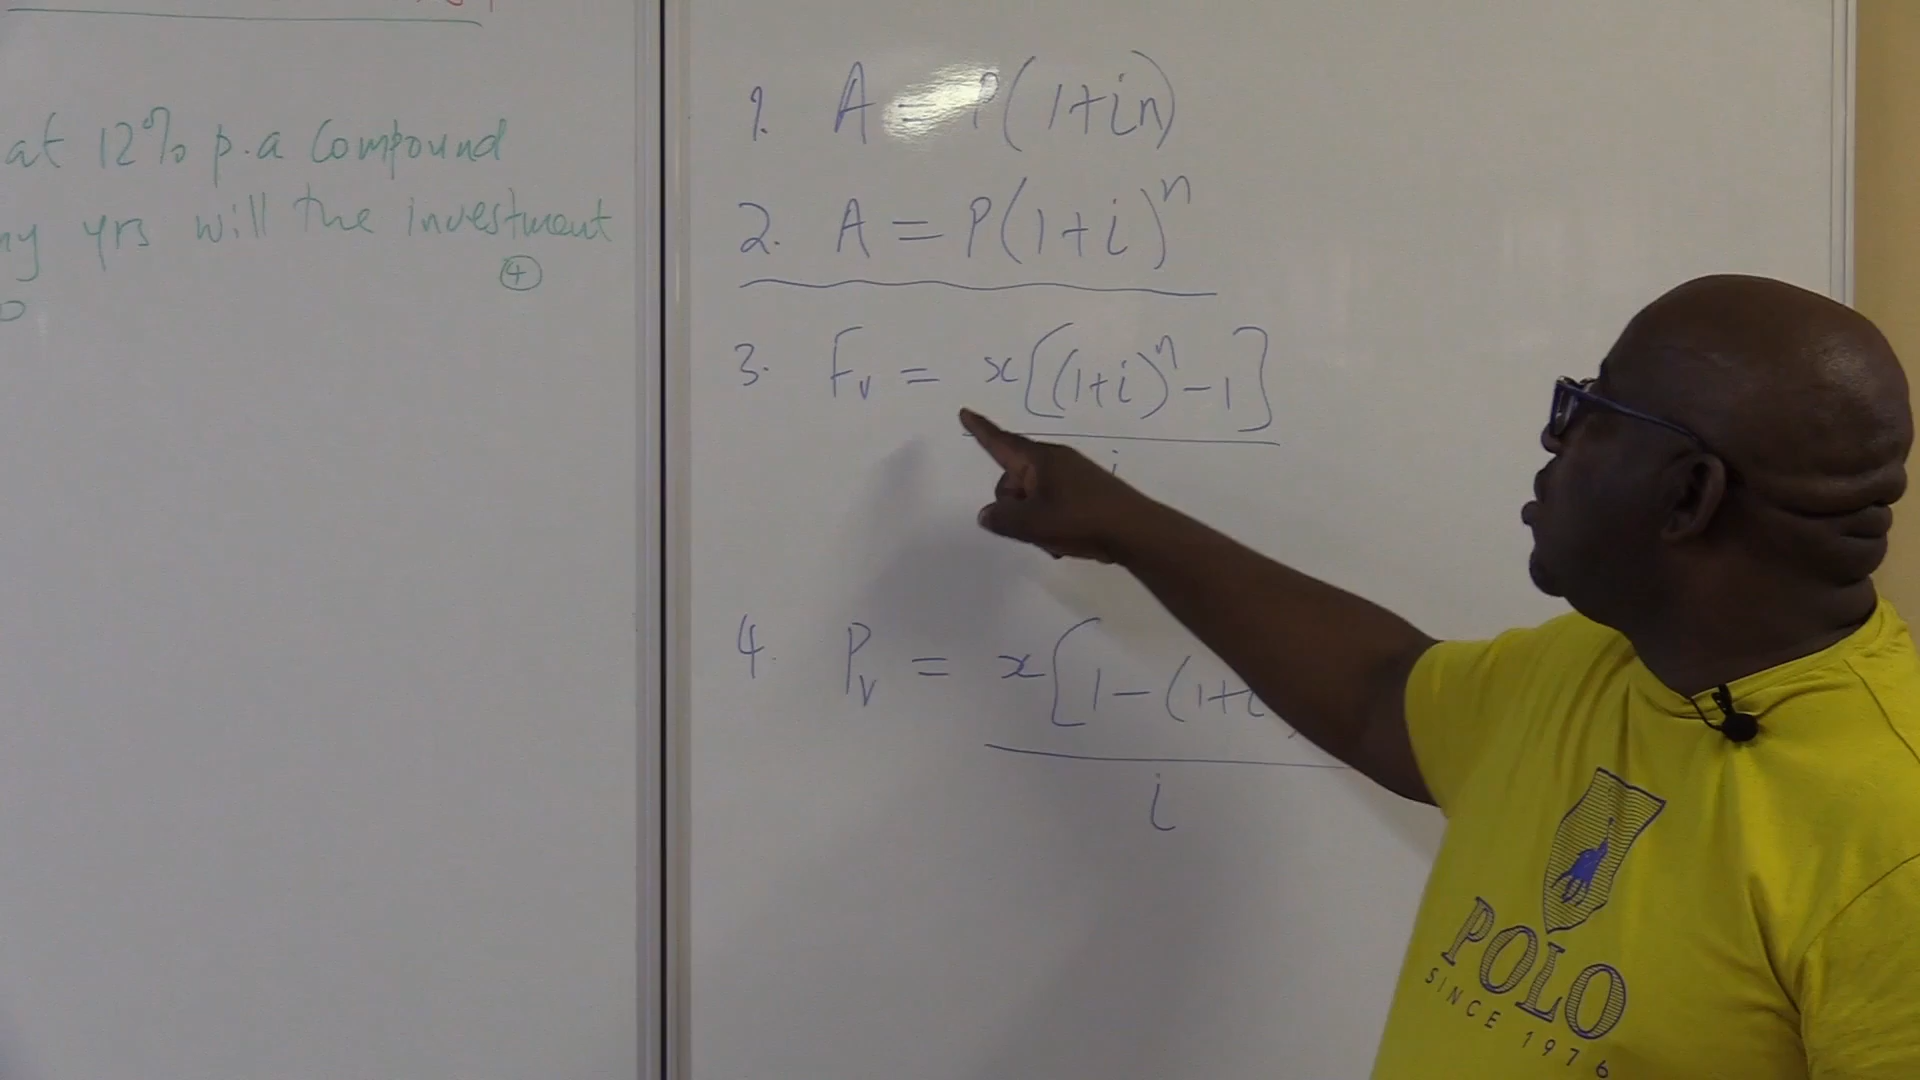 at 12% p.a Compound
yrs will the investment
4
1. A = P(1+in)
2. A = P(1+i)^n
3. Fv = x[(1+i)^n - 1]
i
4. Pv = x[1 - (1+i
i
POLO
SINCE 1976